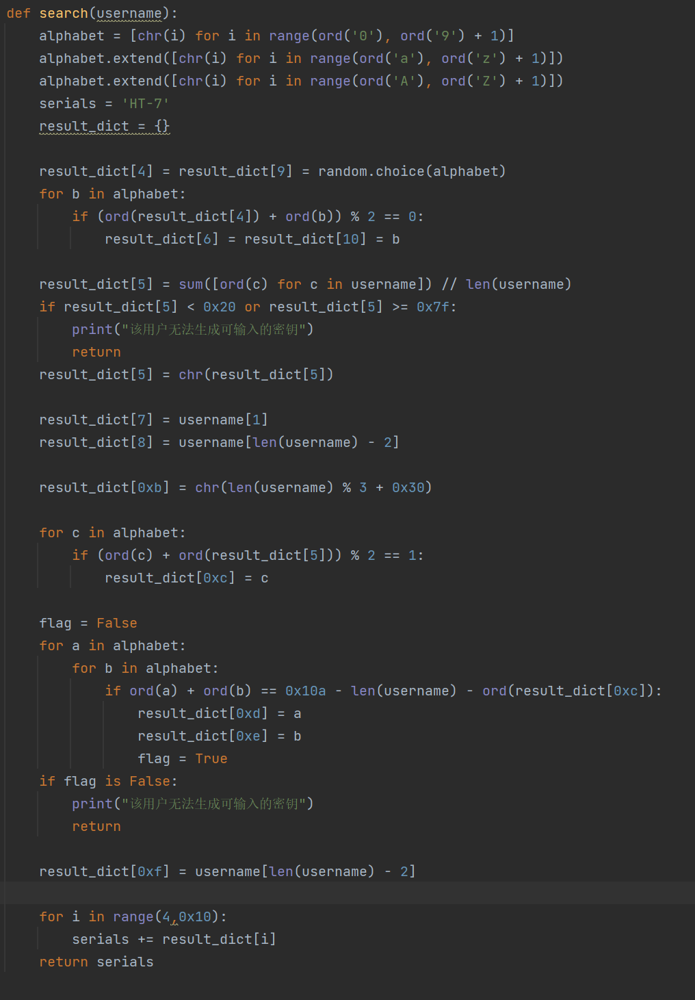 def search(username):
    alphabet = [chr(i) for i in range(ord('0'), ord('9') + 1)]
    alphabet.extend([chr(i) for i in range(ord('a'), ord('z') + 1)])
    alphabet.extend([chr(i) for i in range(ord('A'), ord('Z') + 1)])
    serials = 'HT-7'
    result_dict = {}

    result_dict[4] = result_dict[9] = random.choice(alphabet)
    for b in alphabet:
        if (ord(result_dict[4]) + ord(b)) % 2 == 0:
            result_dict[6] = result_dict[10] = b

    result_dict[5] = sum([ord(c) for c in username]) // len(username)
    if result_dict[5] < 0x20 or result_dict[5] >= 0x7f:
        print("该用户无法生成可输入的密钥")
        return
    result_dict[5] = chr(result_dict[5])

    result_dict[7] = username[1]
    result_dict[8] = username[len(username) - 2]

    result_dict[0xb] = chr(len(username) % 3 + 0x30)

    for c in alphabet:
        if (ord(c) + ord(result_dict[5])) % 2 == 1:
            result_dict[0xc] = c

    flag = False
    for a in alphabet:
        for b in alphabet:
            if ord(a) + ord(b) == 0x10a - len(username) - ord(result_dict[0xc]):
                result_dict[0xd] = a
                result_dict[0xe] = b
                flag = True
    if flag is False:
        print("该用户无法生成可输入的密钥")
        return

    result_dict[0xf] = username[len(username) - 2]

    for i in range(4,0x10):
        serials += result_dict[i]
    return serials